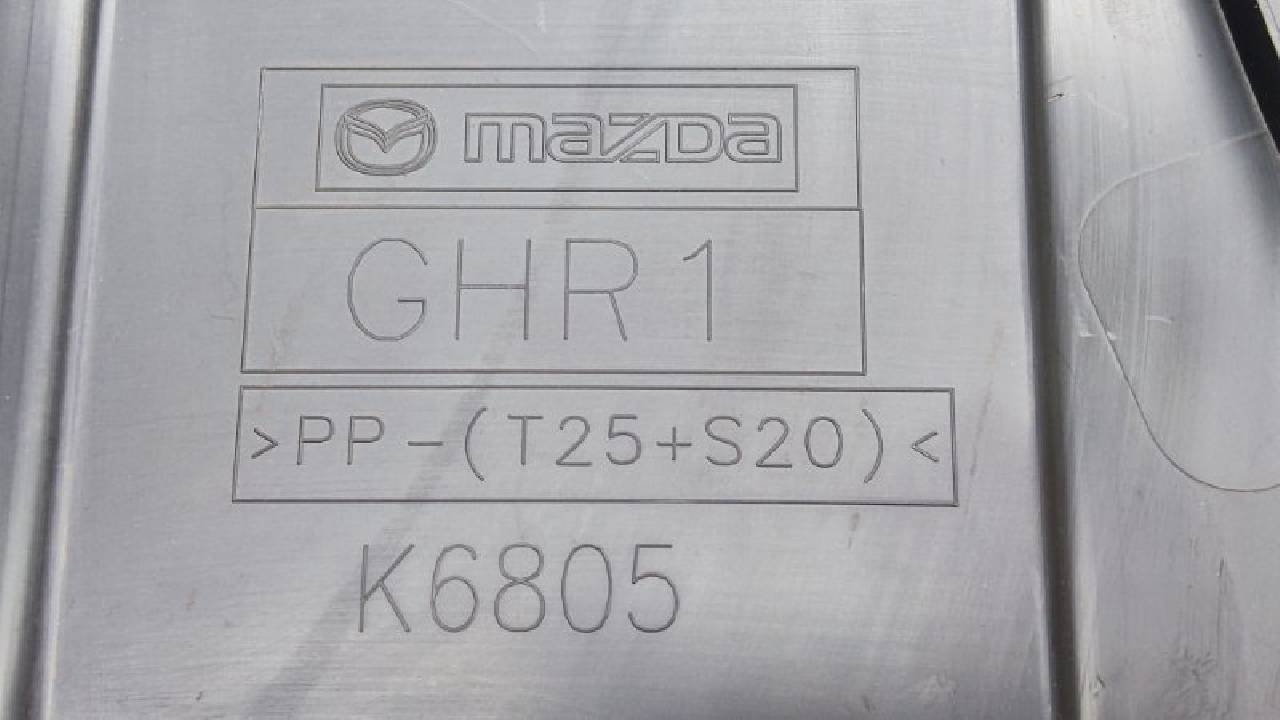 mazda
GHR1
>PP-(T25+S20)<
K6805